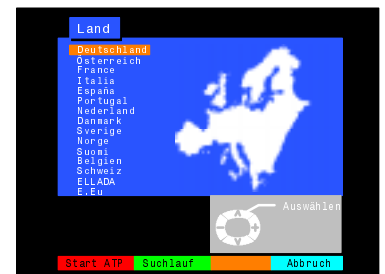 Land
Deutschland
Österreich
France
Italia
España
Portugal
Nederland
Danmark
Sverige
Norge
Suomi
Belgien
Schweiz
ELLADA
E.Eu
Auswählen
Start ATP Suchlauf Abbruch